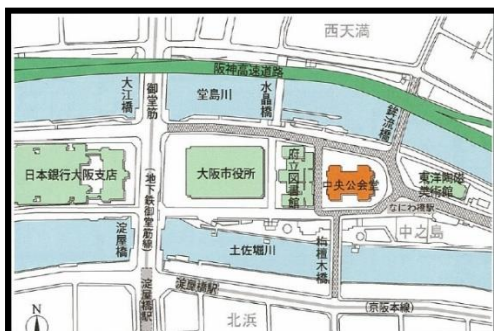 西天満
阪神高速道路
大江橋
御堂筋
堂島川
水晶橋
鉾流橋
日本銀行大阪支店
(地下鉄御堂筋線)
大阪市役所
府立図書館
中央公会堂
東洋陶磁
美術館
なにわ橋駅
中之島
淀屋橋
土佐堀川
栴檀木橋
淀屋橋駅
淀屋橋駅
(京阪本線)
北浜
N